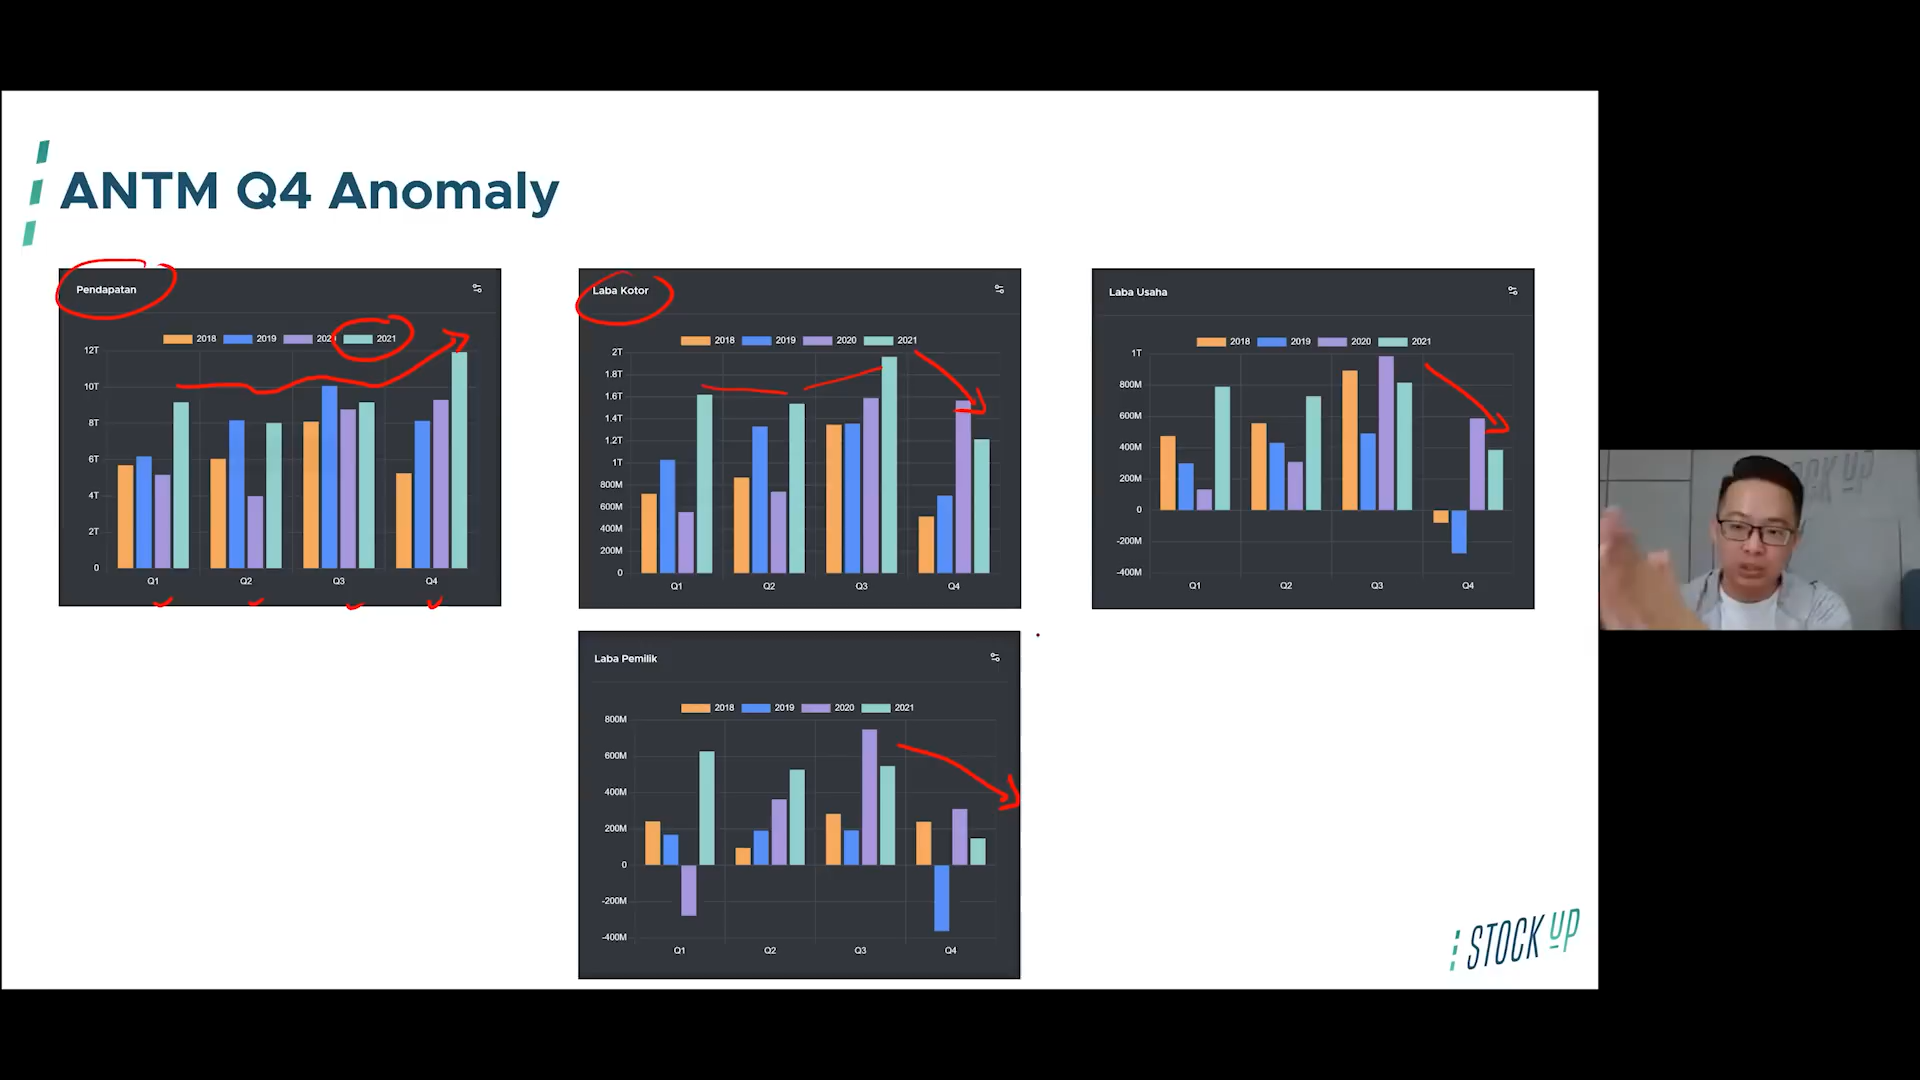 ANTM Q4 Anomaly
Pendapatan
2018 2019 202 2021
12T
10T
8T
6T
4T
2T
0
Q1 Q2 Q3 Q4
Laba Kotor
2018 2019 2020 2021
2T
1.8T
1.6T
1.4T
1.2T
1T
800M
600M
400M
200M
0
Q1 Q2 Q3 Q4
Laba Usaha
2018 2019 2020 2021
1T
800M
600M
400M
200M
0
-200M
-400M
Q1 Q2 Q3 Q4
Laba Pemilik
2018 2019 2020 2021
800M
600M
400M
200M
0
-200M
-400M
Q1 Q2 Q3 Q4
STOCK UP